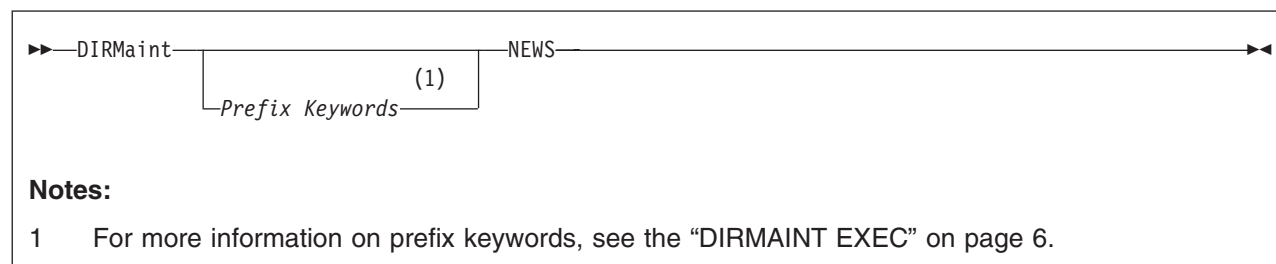 DIRMaint NEWS
(1)
Prefix Keywords
Notes:
1 For more information on prefix keywords, see the “DIRMAINT EXEC” on page 6.